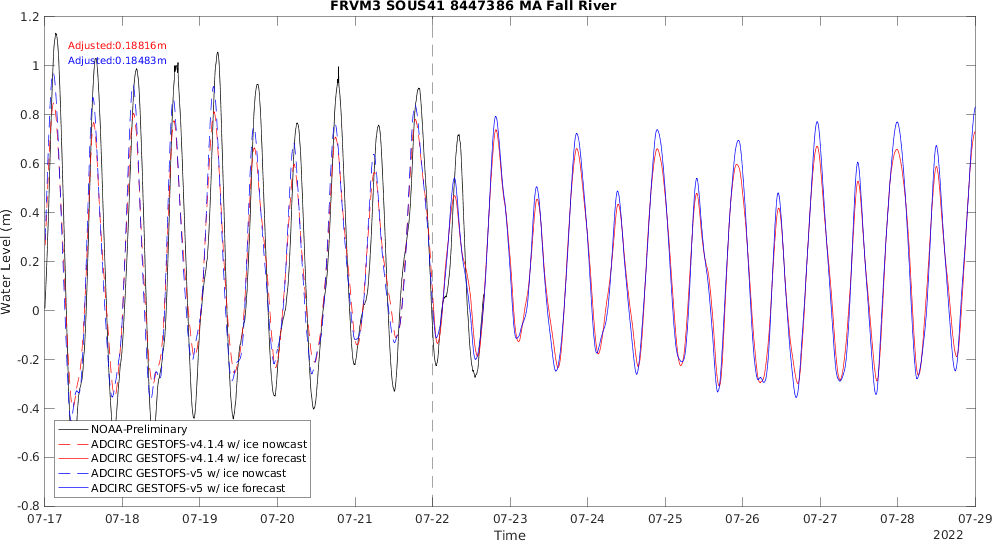 FRVM3 SOUS41 8447386 MA Fall River
Adjusted:0.18816m
Adjusted:0.18483m
Water Level (m)
1.2
1
0.8
0.6
0.4
0.2
0
-0.2
-0.4
-0.6
-0.8
NOAA-Preliminary
ADCIRC GESTOFS-v4.1.4 w/ ice nowcast
ADCIRC GESTOFS-v4.1.4 w/ ice forecast
ADCIRC GESTOFS-v5 w/ ice nowcast
ADCIRC GESTOFS-v5 w/ ice forecast
07-17 07-18 07-19 07-20 07-21 07-22 07-23 07-24 07-25 07-26 07-27 07-28 07-29
Time
2022